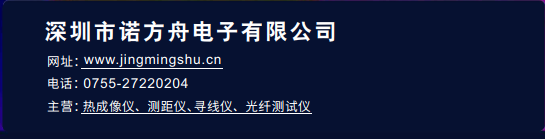 深圳市诺方舟电子有限公司
网址：www.jingmingshu.cn
电话：0755-27220204
主营：热成像仪、测距仪、寻线仪、光纤测试仪